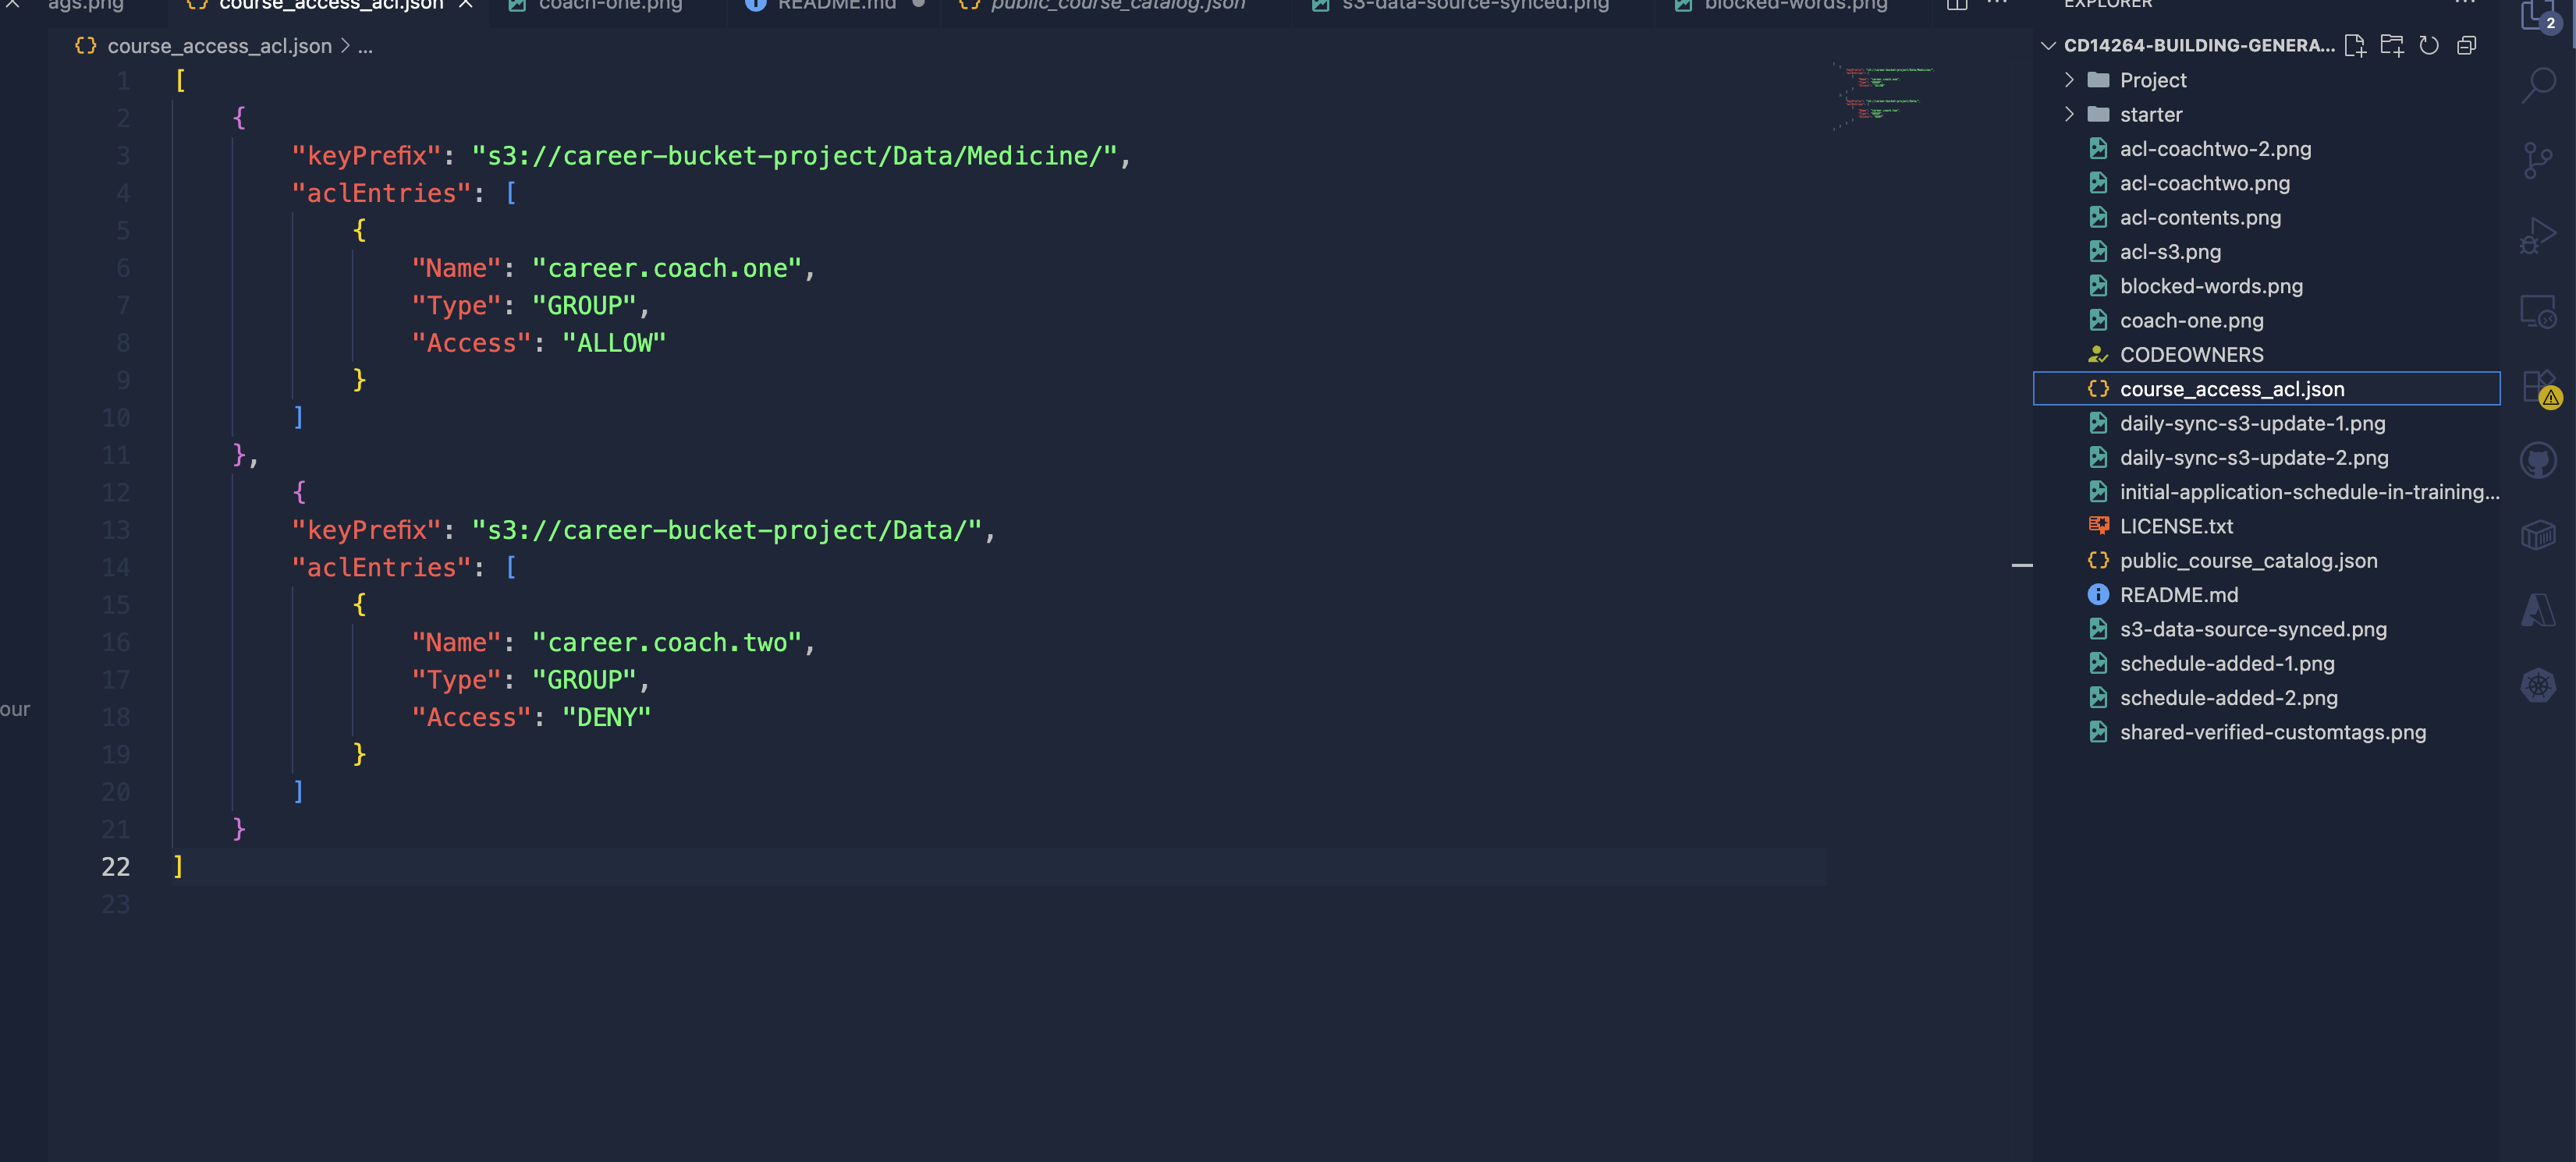 ags.png course_access_acl.json coach-one.png README.md public_course_catalog.json s3-data-source-synced.png blocked-words.png
course_access_acl.json > ...
1 [
2 {
3 "keyPrefix": "s3://career-bucket-project/Data/Medicine/",
4 "aclEntries": [
5 {
6 "Name": "career.coach.one",
7 "Type": "GROUP",
8 "Access": "ALLOW"
9 }
10 ]
11 },
12 {
13 "keyPrefix": "s3://career-bucket-project/Data/",
14 "aclEntries": [
15 {
16 "Name": "career.coach.two",
17 "Type": "GROUP",
18 "Access": "DENY"
19 }
20 ]
21 }
22 ]
23
our
EXPLORER
CD14264-BUILDING-GENERA...
Project
starter
acl-coachtwo-2.png
acl-coachtwo.png
acl-contents.png
acl-s3.png
blocked-words.png
coach-one.png
CODEOWNERS
course_access_acl.json
daily-sync-s3-update-1.png
daily-sync-s3-update-2.png
initial-application-schedule-in-training...
LICENSE.txt
public_course_catalog.json
README.md
s3-data-source-synced.png
schedule-added-1.png
schedule-added-2.png
shared-verified-customtags.png
2